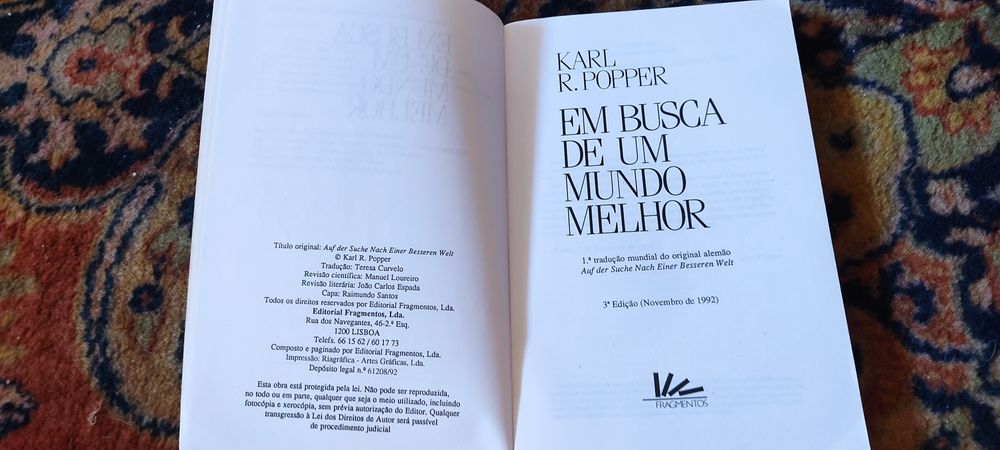 Título original: Auf der Suche Nach Einer Besseren Welt
© Karl R. Popper
Tradução: Teresa Curvelo
Revisão científica: Manuel Loureiro
Revisão literária: João Carlos Espada
Capa: Raimundo Santos
Todos os direitos reservados por Editorial Fragmentos, Lda.
Editorial Fragmentos, Lda.
Rua dos Navegantes, 46-2.º Esq.
1200 LISBOA
Telefs. 66 15 62 / 60 17 73
Composto e paginado por Editorial Fragmentos, Lda.
Impressão: Riagráfica - Artes Gráficas, Lda.
Depósito legal n.º 61208/92
Esta obra está protegida pela lei. Não pode ser reproduzida,
no todo ou em parte, qualquer que seja o meio utilizado, incluindo
fotocópia e xerocópia, sem prévia autorização do Editor. Qualquer
transgressão à Lei dos Direitos de Autor será passível
de procedimento judicial
KARL
R. POPPER
EM BUSCA
DE UM
MUNDO
MELHOR
1.ª tradução mundial do original alemão
Auf der Suche Nach Einer Besseren Welt
3ª Edição (Novembro de 1992)
FRAGMENTOS